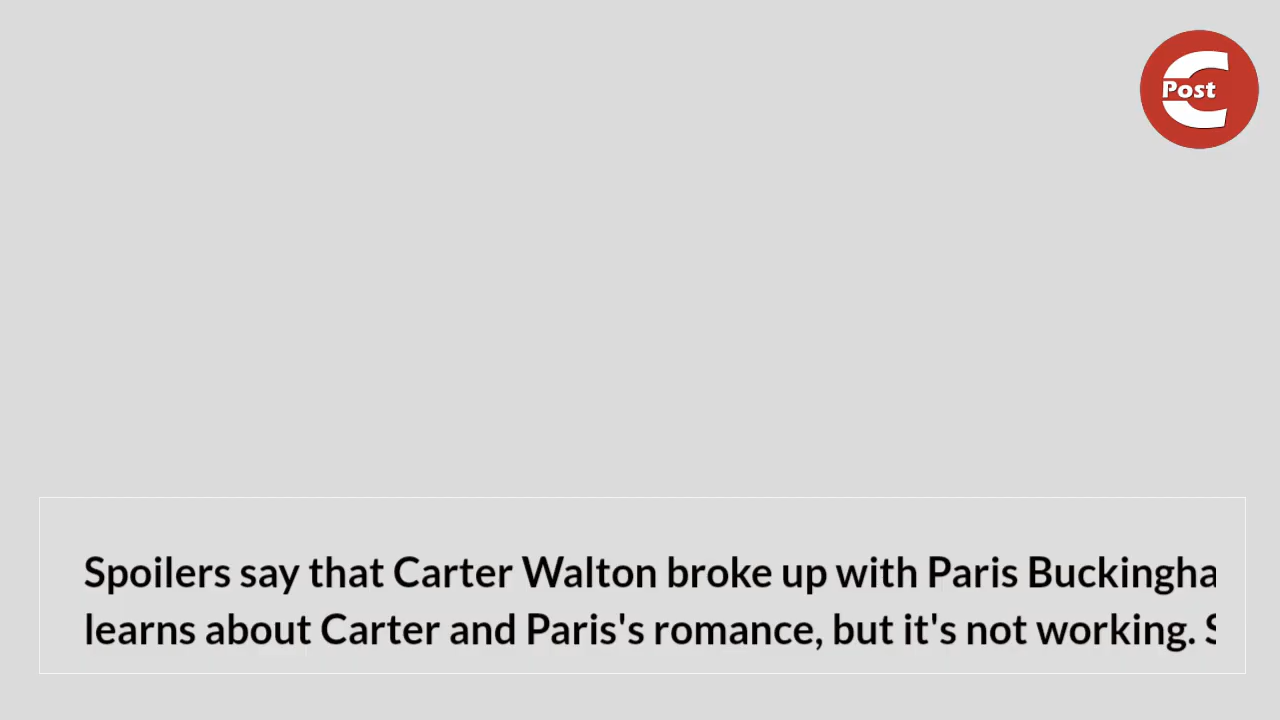 Post
Spoilers say that Carter Walton broke up with Paris
learns about Carter and Paris's romance, but it's not working.